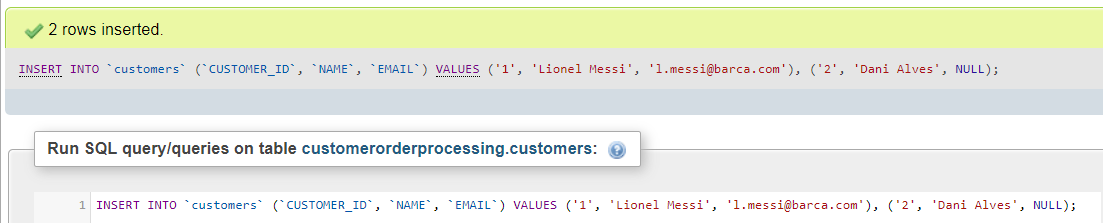 2 rows inserted.
INSERT INTO `customers` (`CUSTOMER_ID`, `NAME`, `EMAIL`) VALUES ('1', 'Lionel Messi', 'l.messi@barca.com'), ('2', 'Dani Alves', NULL);
Run SQL query/queries on table customerorderprocessing.customers:
1 INSERT INTO `customers` (`CUSTOMER_ID`, `NAME`, `EMAIL`) VALUES ('1', 'Lionel Messi', 'l.messi@barca.com'), ('2', 'Dani Alves', NULL);